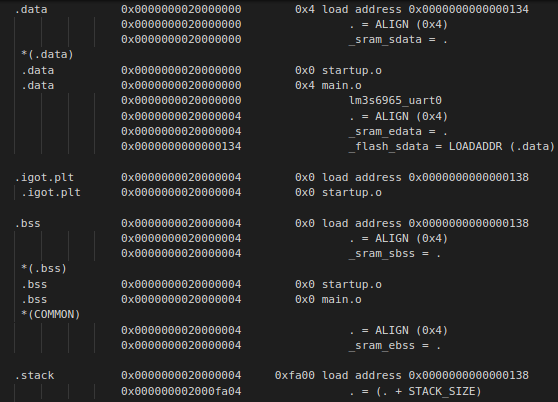 .data 0x0000000020000000 0x4 load address 0x0000000000000134
0x0000000020000000 . = ALIGN (0x4)
0x0000000020000000 _sram_sdata = .
*(.data)
.data 0x0000000020000000 0x0 startup.o
.data 0x0000000020000000 0x4 main.o
0x0000000020000000 lm3s6965_uart0
0x0000000020000004 . = ALIGN (0x4)
0x0000000020000004 _sram_edata = .
0x0000000000000134 _flash_sdata = LOADADDR (.data)
.igot.plt 0x0000000020000004 0x0 load address 0x0000000000000138
.igot.plt 0x0000000020000004 0x0 startup.o
.bss 0x0000000020000004 0x0 load address 0x0000000000000138
0x0000000020000004 . = ALIGN (0x4)
0x0000000020000004 _sram_sbss = .
*(.bss)
.bss 0x0000000020000004 0x0 startup.o
.bss 0x0000000020000004 0x0 main.o
*(COMMON)
0x0000000020000004 . = ALIGN (0x4)
0x0000000020000004 _sram_ebss = .
.stack 0x0000000020000004 0xfa00 load address 0x0000000000000138
0x000000002000fa04 . = (. + STACK_SIZE)